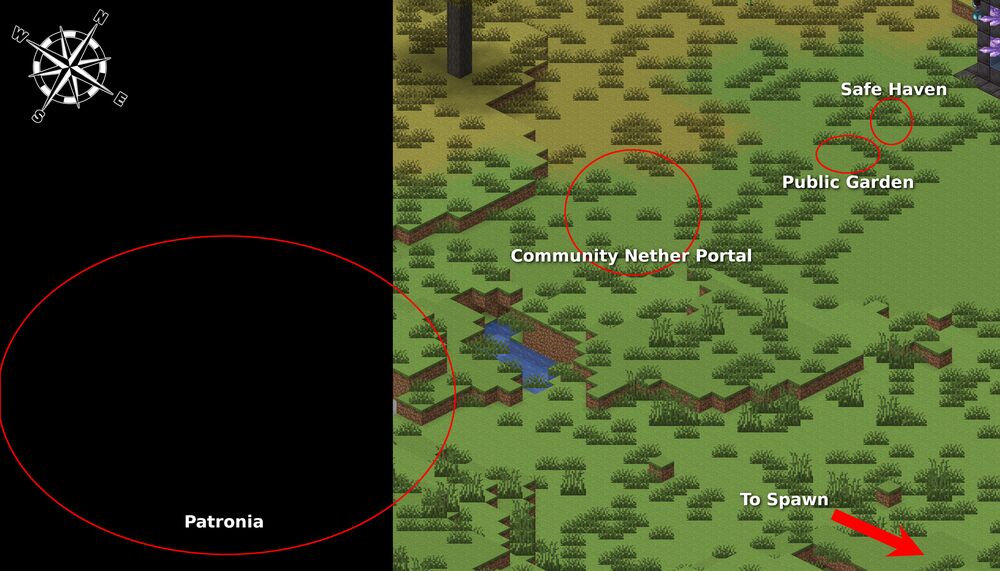 N
W
E
S
Safe Haven
Public Garden
Community Nether Portal
To Spawn
Patronia